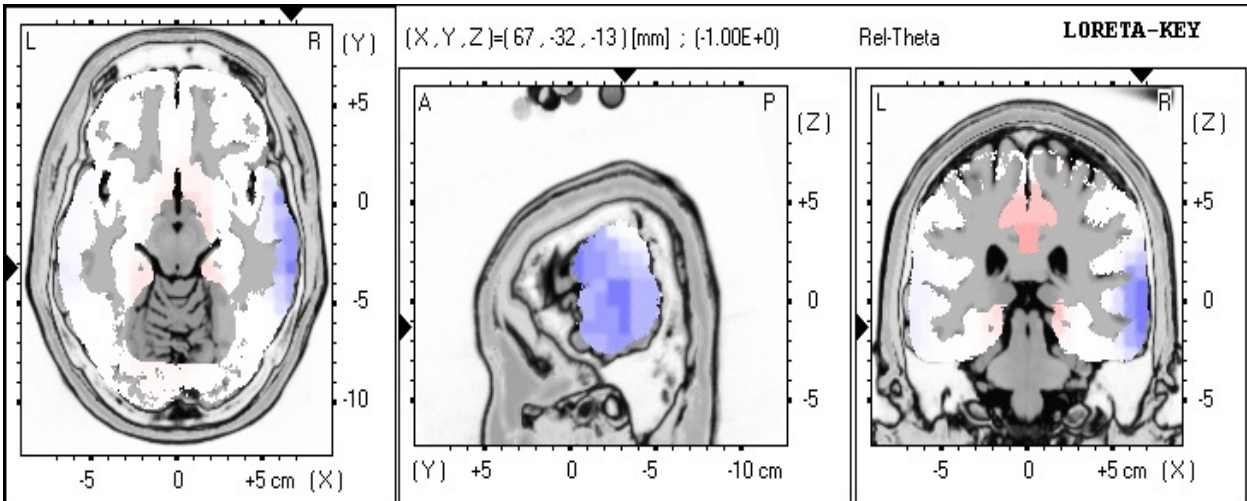 (X,Y,Z)=(67,-32,-13) [mm] ; (-1.00E+0) Rel-Theta LORETA-KEY
L R (Y)
+5
0
-5
-10
-5 0 +5 cm (X)
A P (Z)
+5
0
-5
(Y) +5 0 -5 -10 cm
L R (Z)
+5
0
-5
-5 0 +5 cm (X)